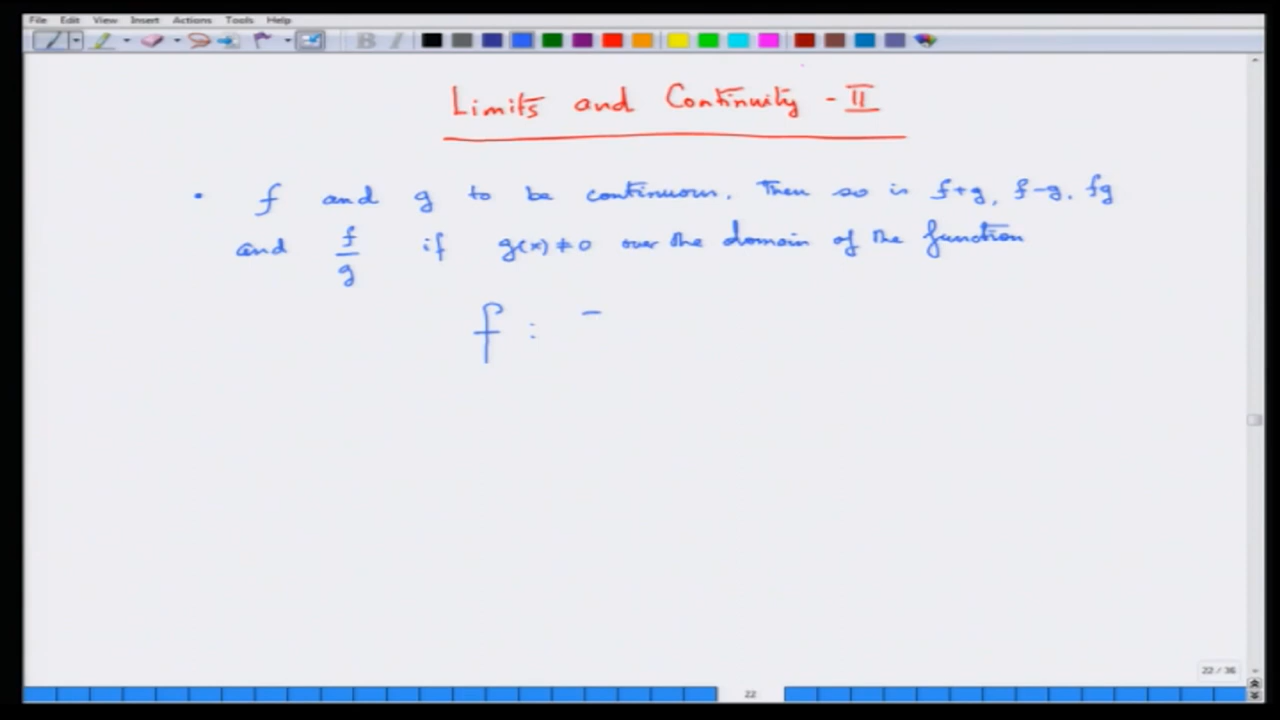 File Edit View Insert Actions Tools Help
B I
Limits and Continuity - II
• f and g to be continuous. Then so is f+g, f-g, fg
and f/g if g(x) ≠ 0 over the domain of the function
f :
22 / 36
22